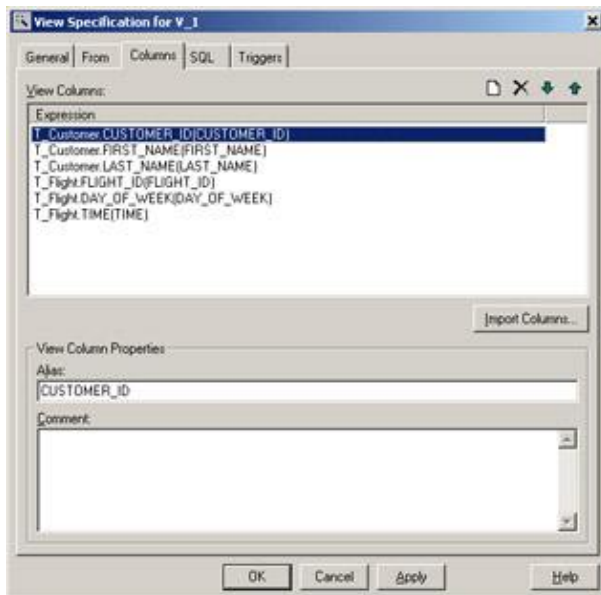 View Specification for V_1
General From Columns SQL Triggers
View Columns:
Expression
T_Customer.CUSTOMER_ID(CUSTOMER_ID)
T_Customer.FIRST_NAME(FIRST_NAME)
T_Customer.LAST_NAME(LAST_NAME)
T_Flight.FLIGHT_ID(FLIGHT_ID)
T_Flight.DAY_OF_WEEK(DAY_OF_WEEK)
T_Flight.TIME(TIME)
Import Columns...
View Column Properties
Alias:
CUSTOMER_ID
Comment:
OK Cancel Apply Help